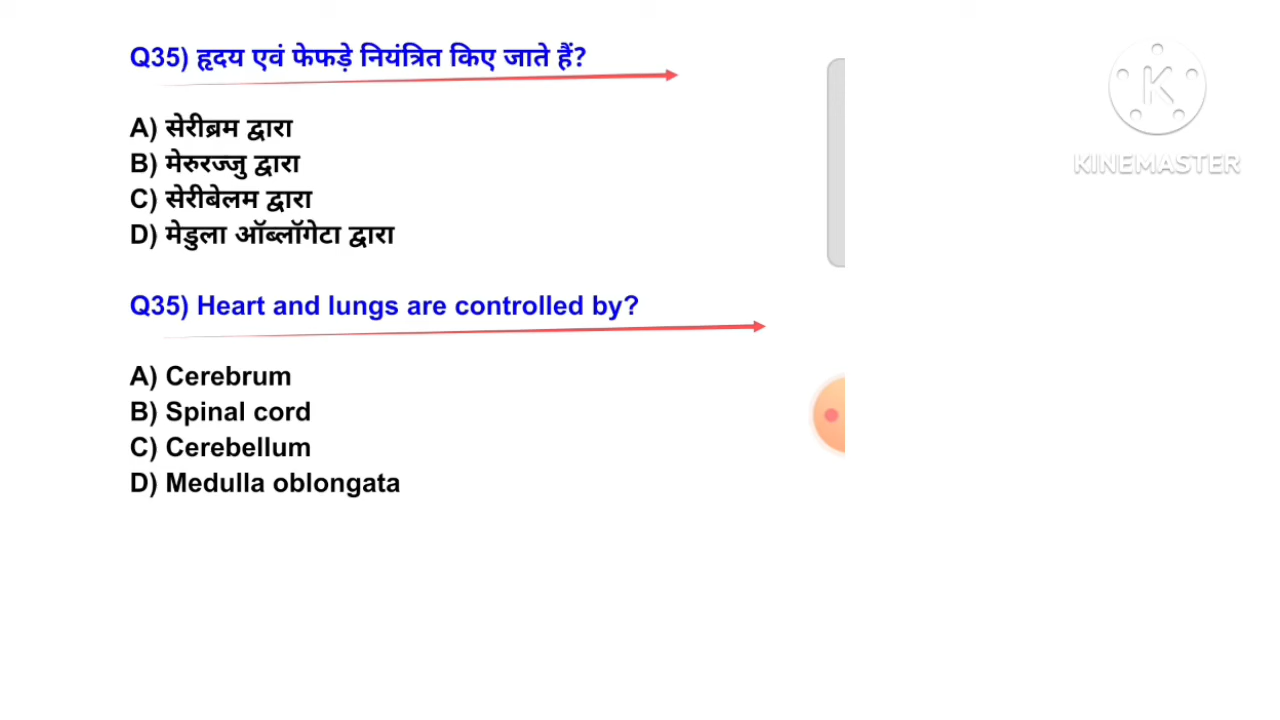 Q35) हृदय एवं फेफड़े नियंत्रित किए जाते हैं?
A) सेरीब्रम द्वारा
B) मेरुरज्जु द्वारा
C) सेरीबेलम द्वारा
D) मेडुला ऑब्लॉगेटा द्वारा
Q35) Heart and lungs are controlled by?
A) Cerebrum
B) Spinal cord
C) Cerebellum
D) Medulla oblongata
K
KINEMASTER